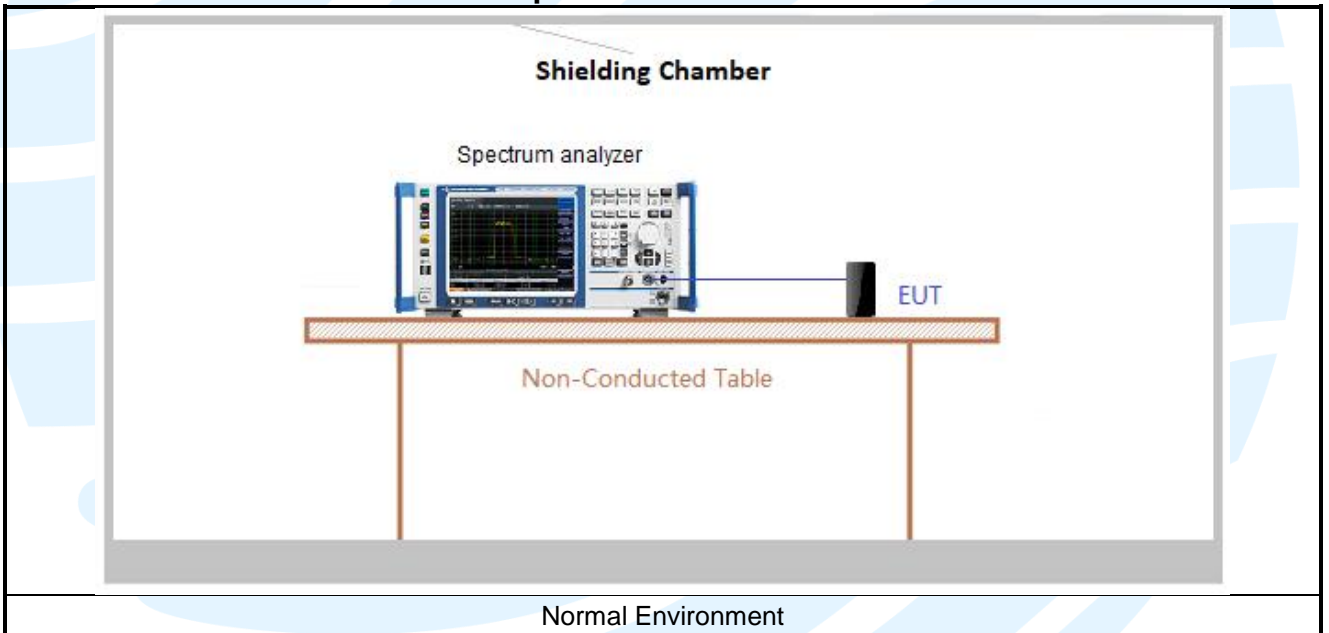 Shielding Chamber
Spectrum analyzer
EUT
Non-Conducted Table
Normal Environment